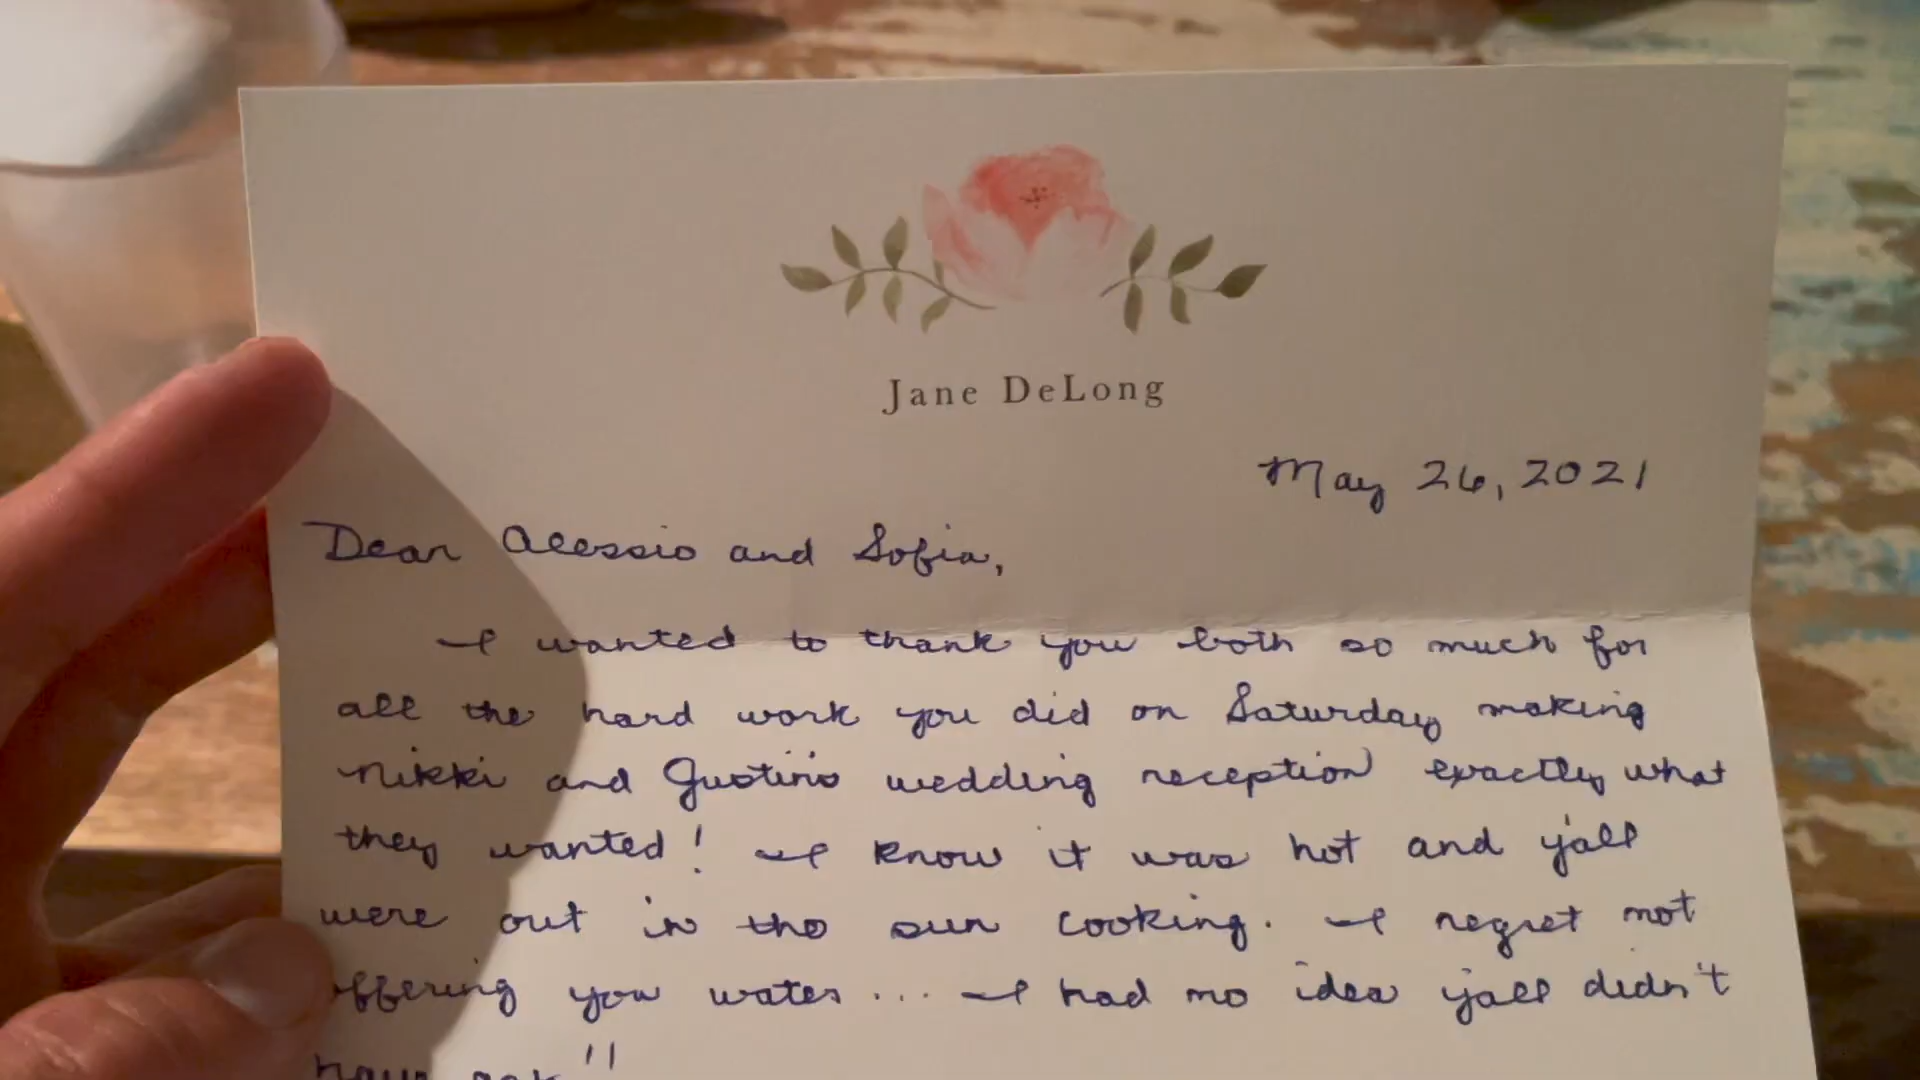 Jane DeLong
May 26, 2021
Dear Alessio and Sofia,
I wanted to thank you both so much for
all the hard work you did on Saturday making
Nikki and Justin's wedding reception exactly what
they wanted! I know it was hot and y'all
were out in the sun cooking. I regret not
offering you water... I had no idea y'all didn't
have